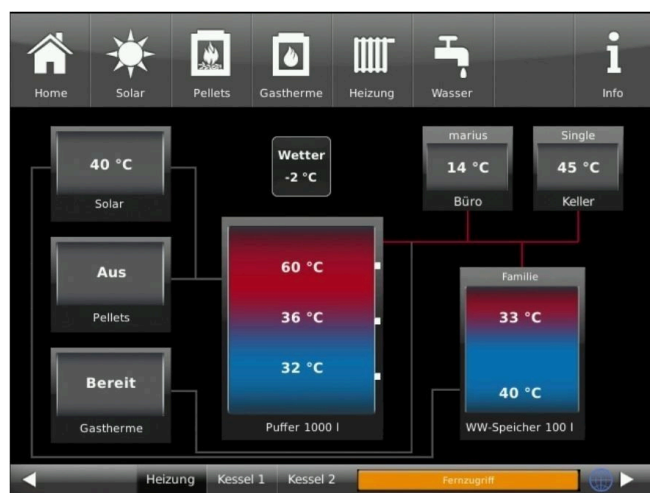 Home Solar Pellets Gastherme Heizung Wasser Info
40 °C
Solar
Wetter
-2 °C
marius
14 °C
Büro
Single
45 °C
Keller
Aus
Pellets
60 °C
36 °C
32 °C
Puffer 1000 l
Familie
33 °C
40 °C
WW-Speicher 100 l
Bereit
Gastherme
Heizung Kessel 1 Kessel 2 Fernzugriff